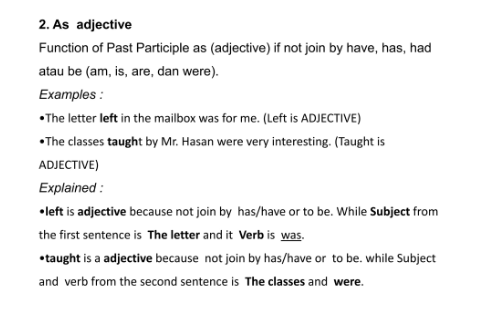 2. As adjective
Function of Past Participle as (adjective) if not join by have, has, had
atau be (am, is, are, dan were).
Examples :
•The letter left in the mailbox was for me. (Left is ADJECTIVE)
•The classes taught by Mr. Hasan were very interesting. (Taught is
ADJECTIVE)
Explained :
•left is adjective because not join by has/have or to be. While Subject from
the first sentence is The letter and it Verb is was.
•taught is a adjective because not join by has/have or to be. while Subject
and verb from the second sentence is The classes and were.